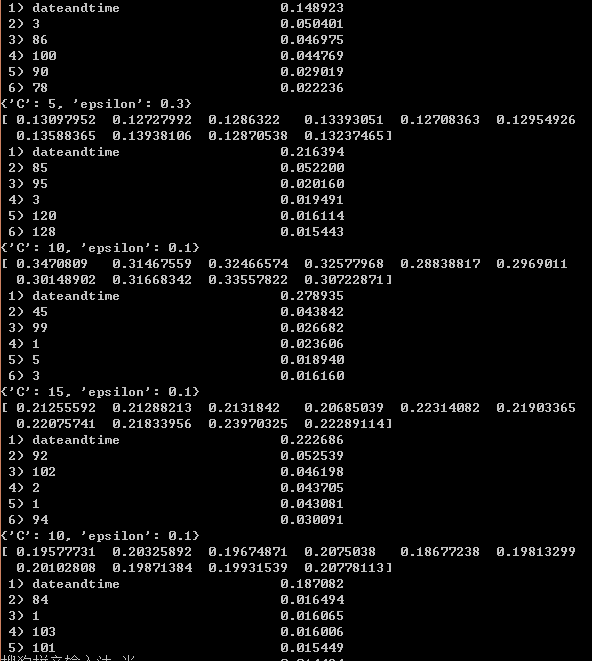 1) dateandtime 0.148923
2) 3 0.050401
3) 86 0.046975
4) 100 0.044769
5) 90 0.029019
6) 78 0.022236
{'C': 5, 'epsilon': 0.3}
[ 0.13097952 0.12727992 0.1286322 0.13393051 0.12708363 0.12954926
0.13588365 0.13938106 0.12870538 0.13237465]
1) dateandtime 0.216394
2) 85 0.052200
3) 95 0.020160
4) 3 0.019491
5) 120 0.016114
6) 128 0.015443
{'C': 10, 'epsilon': 0.1}
[ 0.3470809 0.31467559 0.32466574 0.32577968 0.28838817 0.2969011
0.30148902 0.31668342 0.33557822 0.30722871]
1) dateandtime 0.278935
2) 45 0.043842
3) 99 0.026682
4) 1 0.023606
5) 5 0.018940
6) 3 0.016160
{'C': 15, 'epsilon': 0.1}
[ 0.21255592 0.21288213 0.2131842 0.20685039 0.22314082 0.21903365
0.22075741 0.21833956 0.23970325 0.22289114]
1) dateandtime 0.222686
2) 92 0.052539
3) 102 0.046198
4) 2 0.043705
5) 1 0.043081
6) 94 0.030091
{'C': 10, 'epsilon': 0.1}
[ 0.19577731 0.20325892 0.19674871 0.2075038 0.18677238 0.19813299
0.20102808 0.19871384 0.19931539 0.20778113]
1) dateandtime 0.187082
2) 84 0.016494
3) 1 0.016065
4) 103 0.016006
5) 101 0.015449